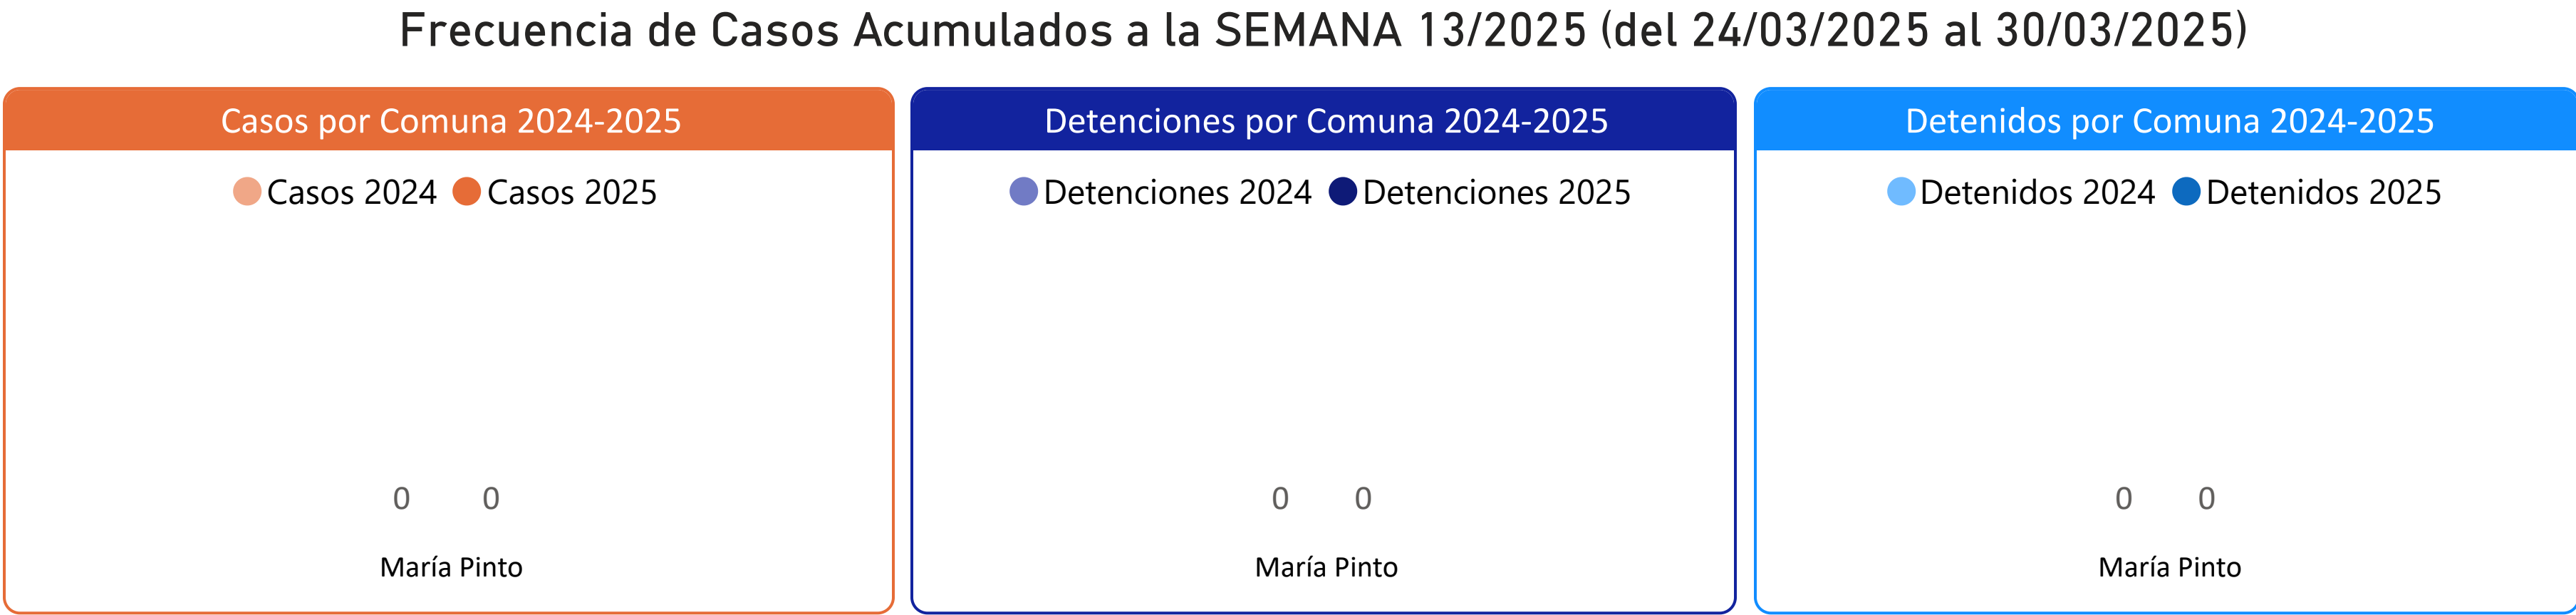 Frecuencia de Casos Acumulados a la SEMANA 13/2025 (del 24/03/2025 al 30/03/2025)
Casos por Comuna 2024-2025
Casos 2024 Casos 2025
0 0
María Pinto
Detenciones por Comuna 2024-2025
Detenciones 2024 Detenciones 2025
0 0
María Pinto
Detenidos por Comuna 2024-2025
Detenidos 2024 Detenidos 2025
0 0
María Pinto